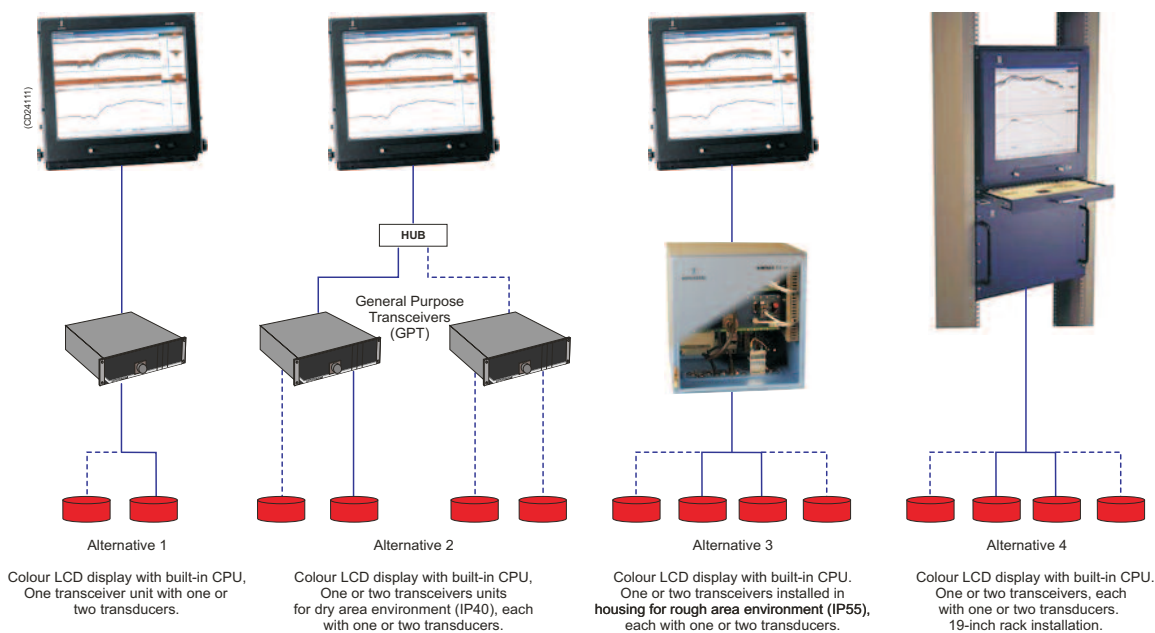 (CD24111)
HUB
General Purpose
Transceivers
(GPT)
Alternative 1
Colour LCD display with built-in CPU,
One transceiver unit with one or
two transducers.
Alternative 2
Colour LCD display with built-in CPU,
One or two transceivers units
for dry area environment (IP40), each
with one or two transducers.
Alternative 3
Colour LCD display with built-in CPU.
One or two transceivers installed in
housing for rough area environment (IP55),
each with one or two transducers.
Alternative 4
Colour LCD display with built-in CPU.
One or two transceivers, each
with one or two transducers.
19-inch rack installation.